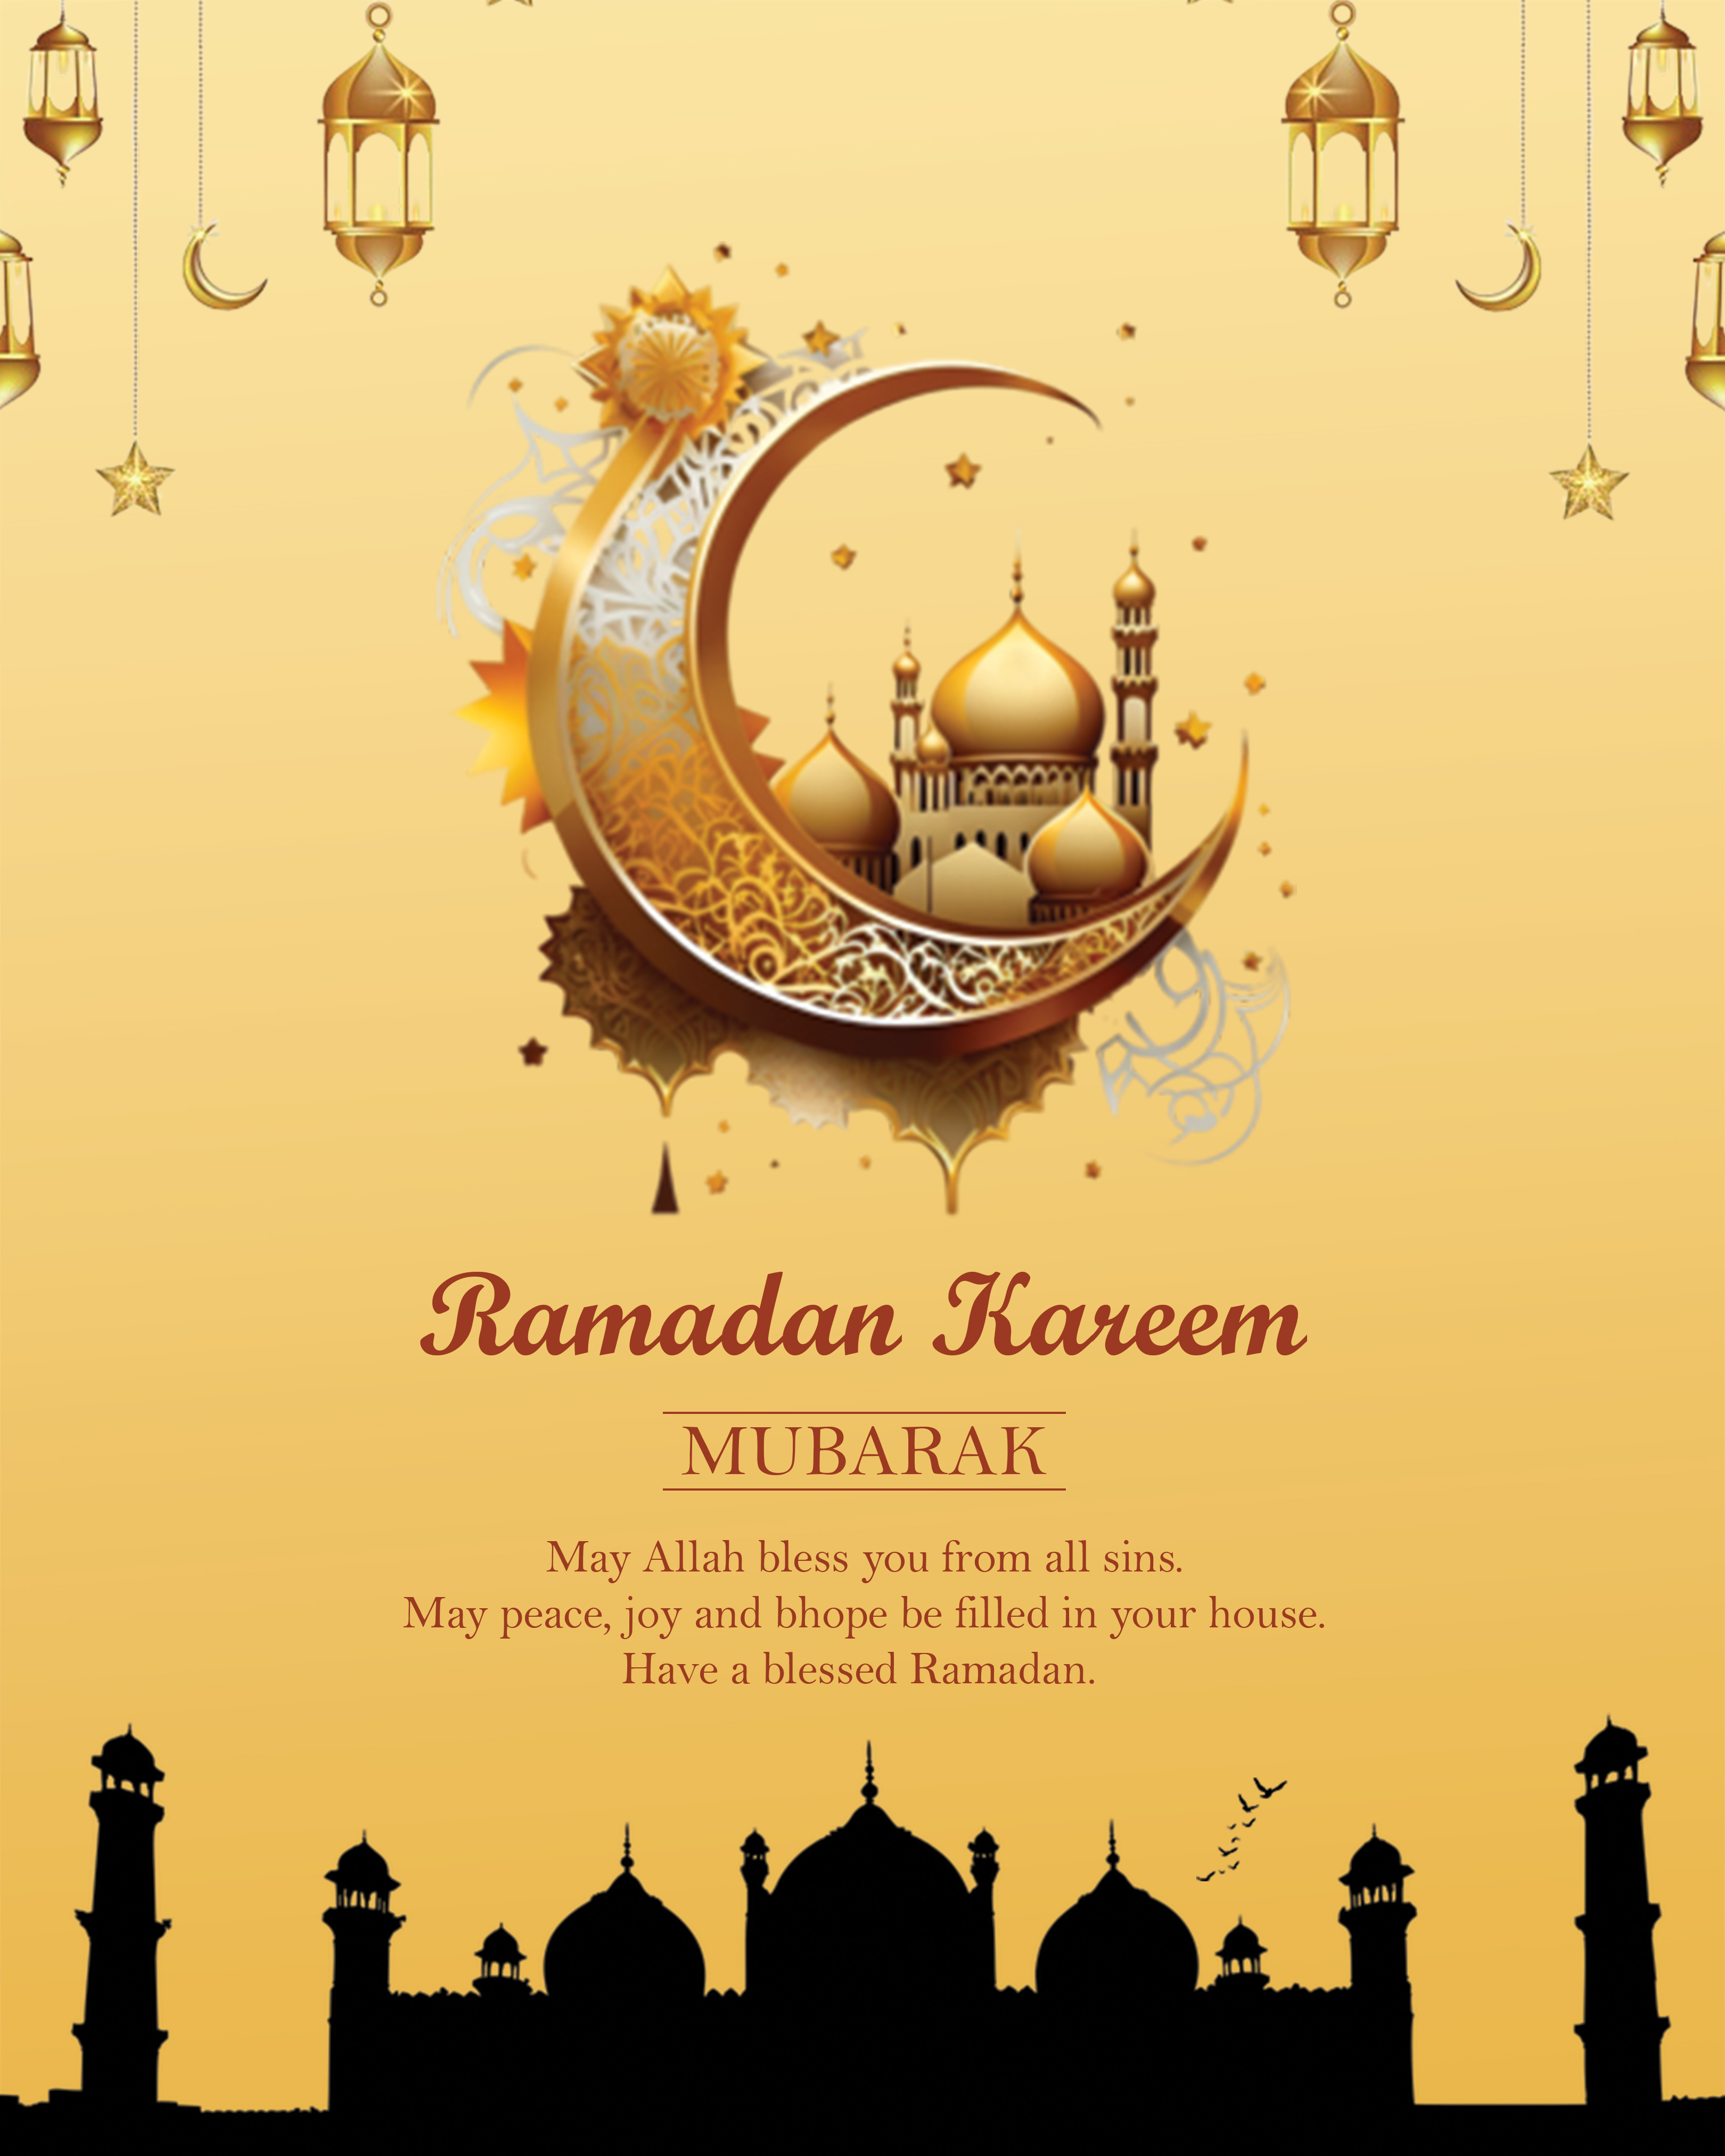 Ramadan Kareem
MUBARAK
May Allah bless you from all sins.
May peace, joy and bhope be filled in your house.
Have a blessed Ramadan.